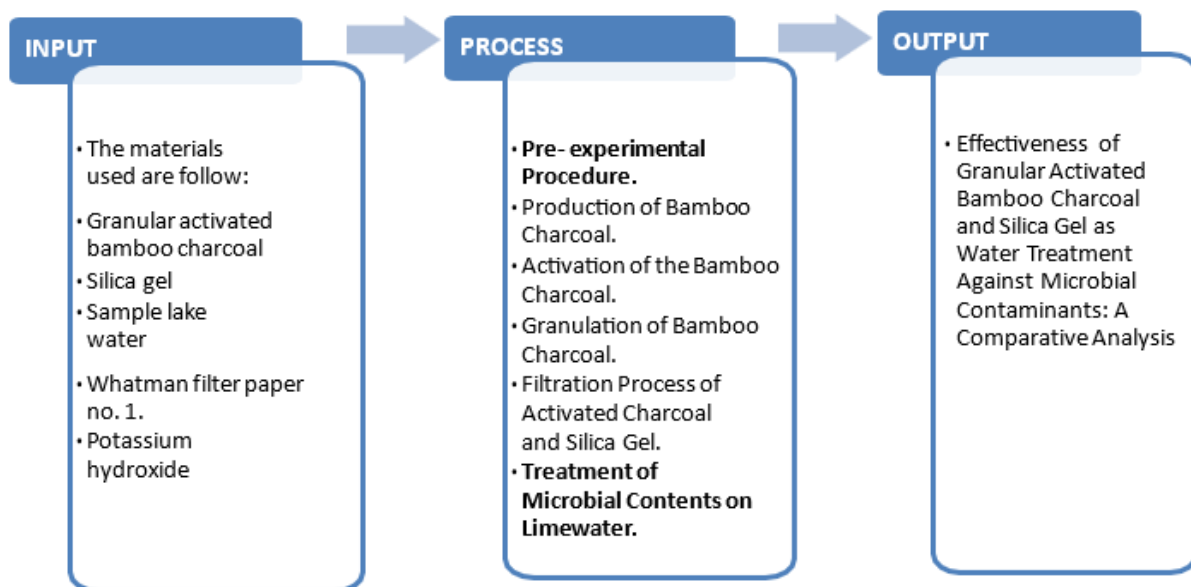 INPUT
• The materials
used are follow:
• Granular activated
bamboo charcoal
• Silica gel
• Sample lake
water
• Whatman filter paper
no. 1.
• Potassium
hydroxide
PROCESS
• Pre- experimental
Procedure.
• Production of Bamboo
Charcoal.
• Activation of the Bamboo
Charcoal.
• Granulation of Bamboo
Charcoal.
• Filtration Process of
Activated Charcoal
and Silica Gel.
• Treatment of
Microbial Contents on
Limewater.
OUTPUT
• Effectiveness of
Granular Activated
Bamboo Charcoal
and Silica Gel as
Water Treatment
Against Microbial
Contaminants: A
Comparative Analysis